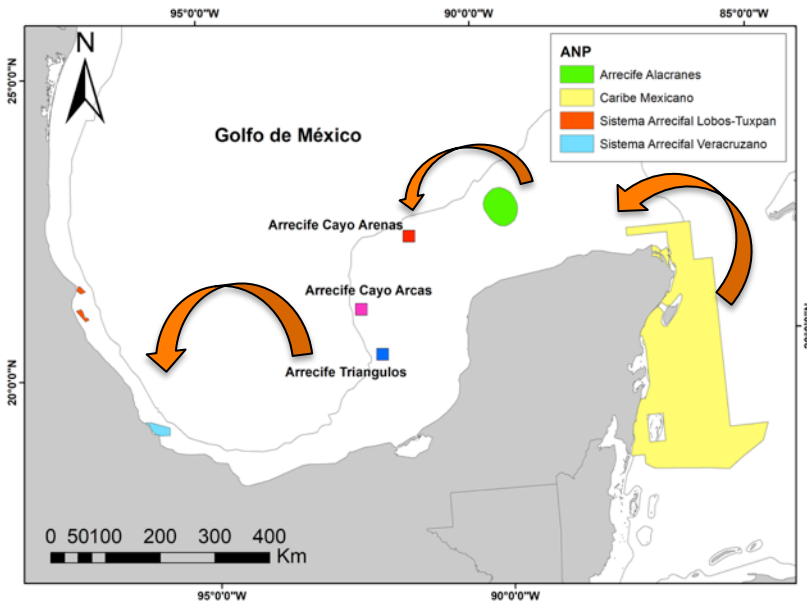 95°0'0"W
90°0'0"W
85°0'0"W
N
25°0'0"N
Golfo de México
ANP
Arrecife Alacranes
Caribe Mexicano
Sistema Arrecifal Lobos-Tuxpan
Sistema Arrecifal Veracruzano
Arrecife Cayo Arenas
Arrecife Cayo Arcas
Arrecife Triangulos
20°0'0"N
0 50 100 200 300 400
Km
95°0'0"W
90°0'0"W